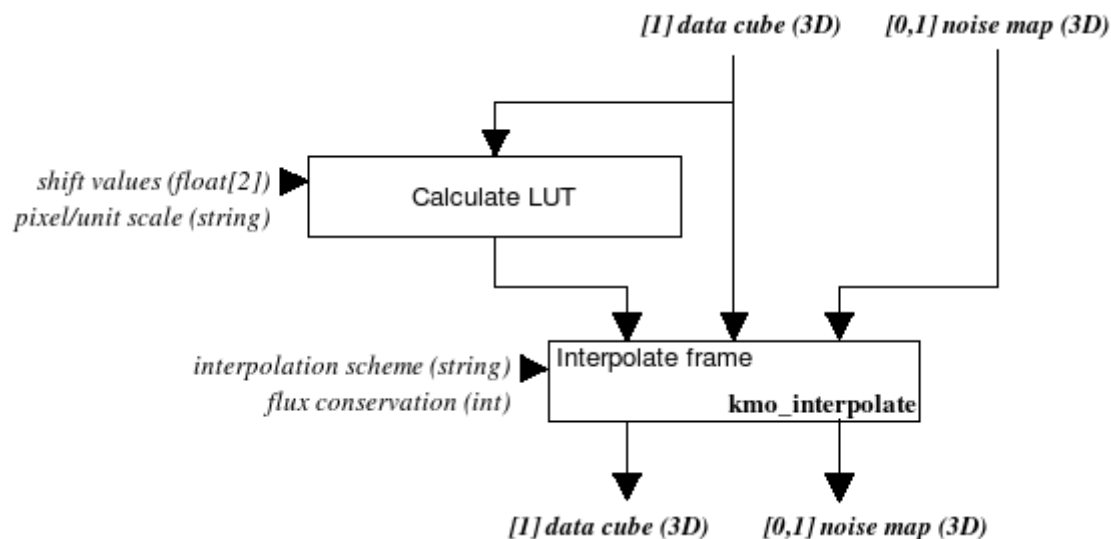 [1] data cube (3D) [0,1] noise map (3D)
shift values (float[2])
pixel/unit scale (string)
Calculate LUT
interpolation scheme (string)
flux conservation (int)
Interpolate frame
kmo_interpolate
[1] data cube (3D) [0,1] noise map (3D)